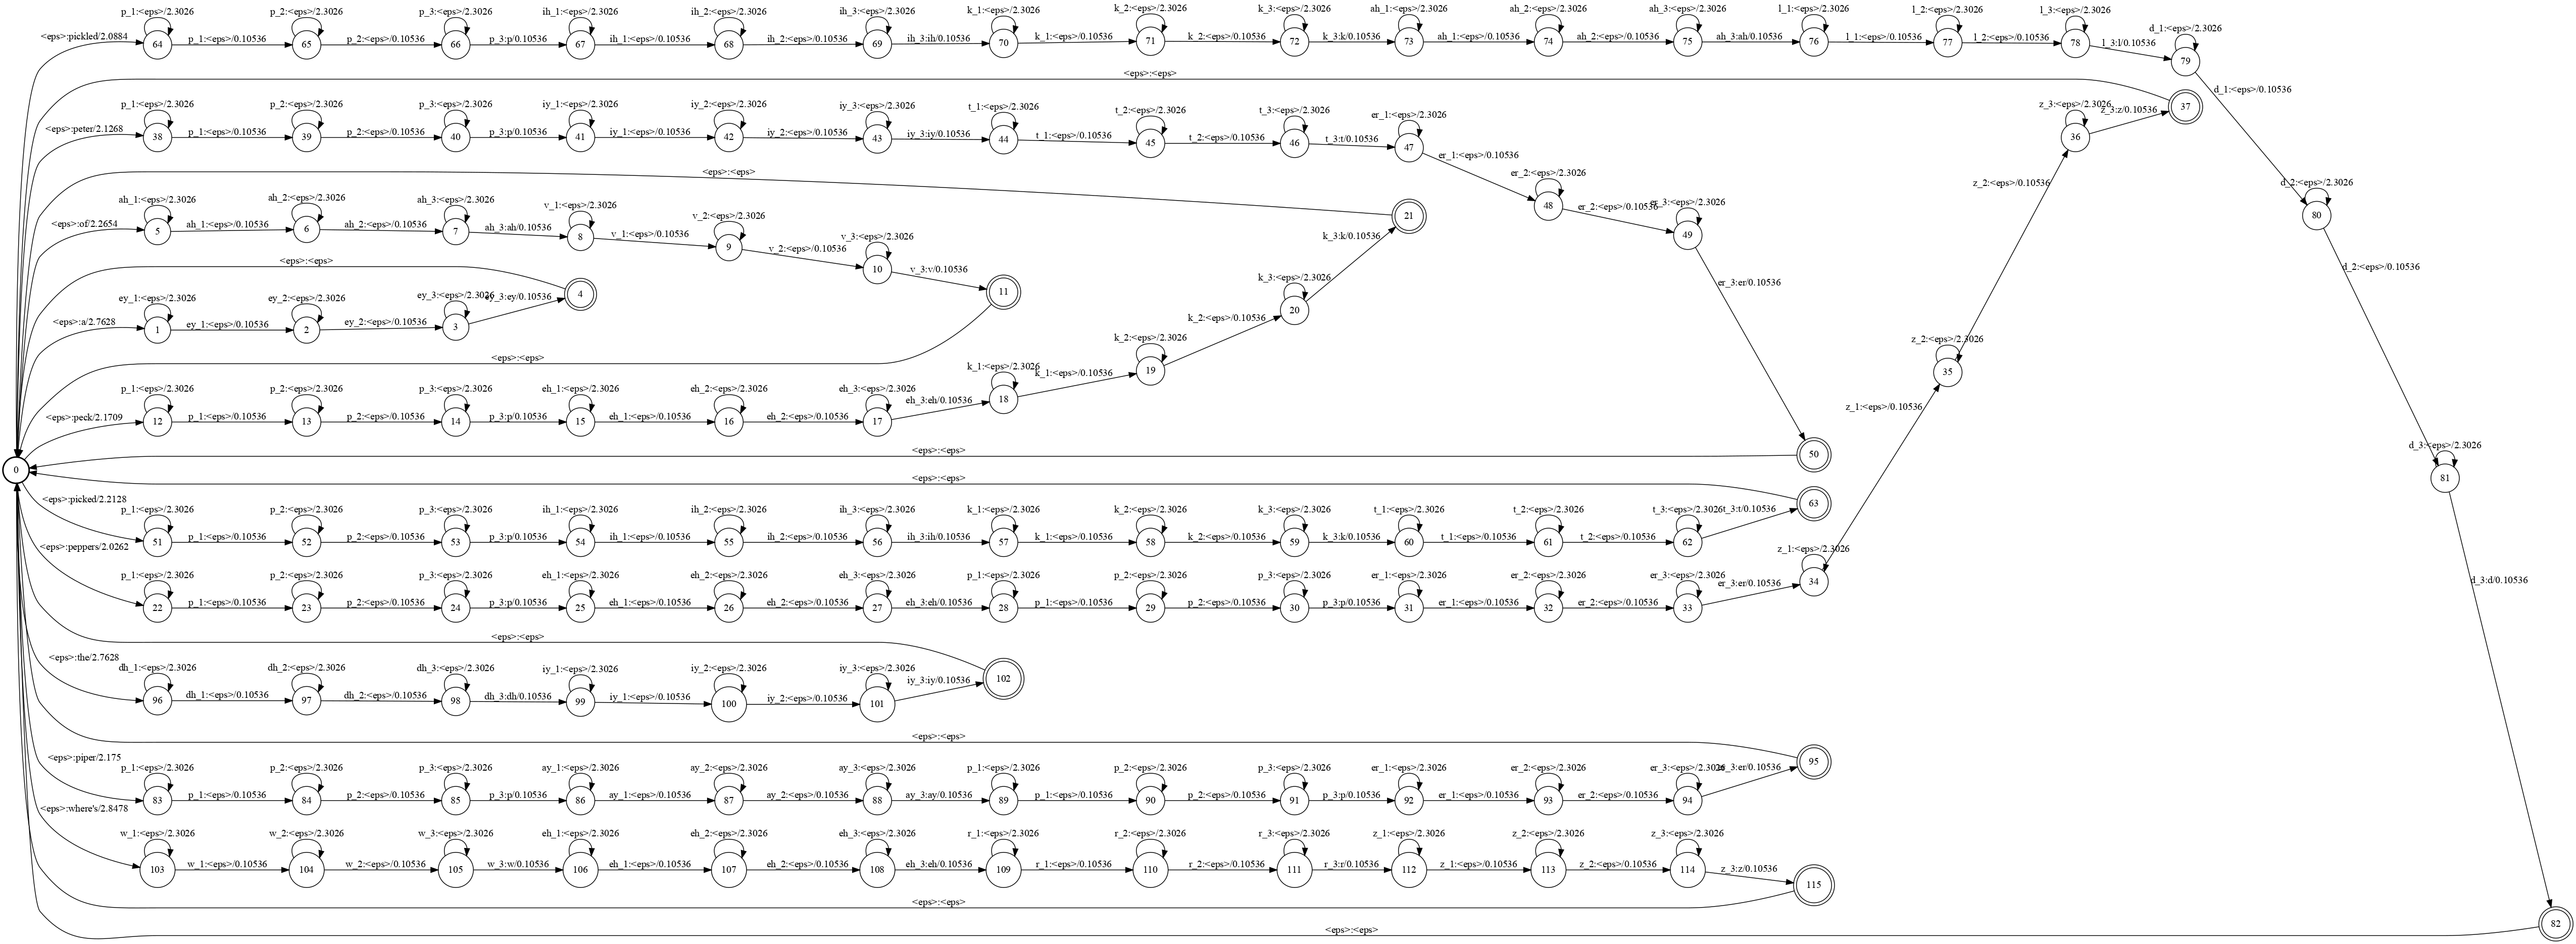 p_1:<eps>/2.3026 p_2:<eps>/2.3026 p_3:<eps>/2.3026 ih_1:<eps>/2.3026 ih_2:<eps>/2.3026 ih_3:<eps>/2.3026 k_1:<eps>/2.3026 k_2:<eps>/2.3026 k_3:<eps>/2.3026 ah_1:<eps>/2.3026 ah_2:<eps>/2.3026 ah_3:<eps>/2.3026 l_1:<eps>/2.3026 l_2:<eps>/2.3026 l_3:<eps>/2.3026 d_1:<eps>/2.3026
<eps>:pickled/2.0884 64 p_1:<eps>/0.10536 65 p_2:<eps>/0.10536 66 p_3:p/0.10536 67 ih_1:<eps>/0.10536 68 ih_2:<eps>/0.10536 69 ih_3:ih/0.10536 70 k_1:<eps>/0.10536 71 k_2:<eps>/0.10536 72 k_3:k/0.10536 73 ah_1:<eps>/0.10536 74 ah_2:<eps>/0.10536 75 ah_3:ah/0.10536 76 l_1:<eps>/0.10536 77 l_2:<eps>/0.10536 78 l_3:l/0.10536 79
<eps>:<eps> d_1:<eps>/0.10536
p_1:<eps>/2.3026 p_2:<eps>/2.3026 p_3:<eps>/2.3026 iy_1:<eps>/2.3026 iy_2:<eps>/2.3026 iy_3:<eps>/2.3026 t_1:<eps>/2.3026 t_2:<eps>/2.3026 t_3:<eps>/2.3026 er_1:<eps>/2.3026 z_3:<eps>/2.3026 z_3:z/0.10536 37
<eps>:peter/2.1268 38 p_1:<eps>/0.10536 39 p_2:<eps>/0.10536 40 p_3:p/0.10536 41 iy_1:<eps>/0.10536 42 iy_2:<eps>/0.10536 43 iy_3:iy/0.10536 44 t_1:<eps>/0.10536 45 t_2:<eps>/0.10536 46 t_3:t/0.10536 47 36
er_1:<eps>/0.10536 er_2:<eps>/2.3026 z_2:<eps>/0.10536 d_2:<eps>/2.3026
<eps>:<eps>
ah_1:<eps>/2.3026 ah_2:<eps>/2.3026 ah_3:<eps>/2.3026 v_1:<eps>/2.3026 v_2:<eps>/2.3026 v_3:<eps>/2.3026 21 48 er_2:<eps>/0.10536 er_3:<eps>/2.3026 49 80
<eps>:of/2.2654 5 ah_1:<eps>/0.10536 6 ah_2:<eps>/0.10536 7 ah_3:ah/0.10536 8 v_1:<eps>/0.10536 9 v_2:<eps>/0.10536 10 v_3:v/0.10536 11 k_3:k/0.10536
<eps>:<eps> d_2:<eps>/0.10536
ey_1:<eps>/2.3026 ey_2:<eps>/2.3026 ey_3:<eps>/2.3026 ey_3:ey/0.10536 4 k_3:<eps>/2.3026 20 er_3:er/0.10536
<eps>:a/2.7628 1 ey_1:<eps>/0.10536 2 ey_2:<eps>/0.10536 3 k_2:<eps>/0.10536
<eps>:<eps> k_2:<eps>/2.3026 19 z_2:<eps>/2.3026 35
p_1:<eps>/2.3026 p_2:<eps>/2.3026 p_3:<eps>/2.3026 eh_1:<eps>/2.3026 eh_2:<eps>/2.3026 eh_3:<eps>/2.3026 k_1:<eps>/2.3026 k_1:<eps>/0.10536 18 z_1:<eps>/0.10536
<eps>:peck/2.1709 12 p_1:<eps>/0.10536 13 p_2:<eps>/0.10536 14 p_3:p/0.10536 15 eh_1:<eps>/0.10536 16 eh_2:<eps>/0.10536 17 eh_3:eh/0.10536
<eps>:<eps> 50 d_3:<eps>/2.3026
0 <eps>:<eps> 81
<eps>:picked/2.2128 63
p_1:<eps>/2.3026 p_2:<eps>/2.3026 p_3:<eps>/2.3026 ih_1:<eps>/2.3026 ih_2:<eps>/2.3026 ih_3:<eps>/2.3026 k_1:<eps>/2.3026 k_2:<eps>/2.3026 k_3:<eps>/2.3026 t_1:<eps>/2.3026 t_2:<eps>/2.3026 t_3:<eps>/2.3026 t_3:t/0.10536
51 p_1:<eps>/0.10536 52 p_2:<eps>/0.10536 53 p_3:p/0.10536 54 ih_1:<eps>/0.10536 55 ih_2:<eps>/0.10536 56 ih_3:ih/0.10536 57 k_1:<eps>/0.10536 58 k_2:<eps>/0.10536 59 k_3:k/0.10536 60 t_1:<eps>/0.10536 61 t_2:<eps>/0.10536 62
<eps>:peppers/2.0262 z_1:<eps>/2.3026
p_1:<eps>/2.3026 p_2:<eps>/2.3026 p_3:<eps>/2.3026 eh_1:<eps>/2.3026 eh_2:<eps>/2.3026 eh_3:<eps>/2.3026 p_1:<eps>/2.3026 p_2:<eps>/2.3026 p_3:<eps>/2.3026 er_1:<eps>/2.3026 er_2:<eps>/2.3026 er_3:<eps>/2.3026 er_3:er/0.10536 34 d_3:d/0.10536
22 p_1:<eps>/0.10536 23 p_2:<eps>/0.10536 24 p_3:p/0.10536 25 eh_1:<eps>/0.10536 26 eh_2:<eps>/0.10536 27 eh_3:eh/0.10536 28 p_1:<eps>/0.10536 29 p_2:<eps>/0.10536 30 p_3:p/0.10536 31 er_1:<eps>/0.10536 32 er_2:<eps>/0.10536 33
<eps>:<eps>
<eps>:the/2.7628
dh_1:<eps>/2.3026 dh_2:<eps>/2.3026 dh_3:<eps>/2.3026 iy_1:<eps>/2.3026 iy_2:<eps>/2.3026 iy_3:<eps>/2.3026 iy_3:iy/0.10536 102
96 dh_1:<eps>/0.10536 97 dh_2:<eps>/0.10536 98 dh_3:dh/0.10536 99 iy_1:<eps>/0.10536 100 iy_2:<eps>/0.10536 101
<eps>:<eps>
<eps>:piper/2.175
p_1:<eps>/2.3026 p_2:<eps>/2.3026 p_3:<eps>/2.3026 ay_1:<eps>/2.3026 ay_2:<eps>/2.3026 ay_3:<eps>/2.3026 p_1:<eps>/2.3026 p_2:<eps>/2.3026 p_3:<eps>/2.3026 er_1:<eps>/2.3026 er_2:<eps>/2.3026 er_3:<eps>/2.3026 er_3:er/0.10536 95
83 p_1:<eps>/0.10536 84 p_2:<eps>/0.10536 85 p_3:p/0.10536 86 ay_1:<eps>/0.10536 87 ay_2:<eps>/0.10536 88 ay_3:ay/0.10536 89 p_1:<eps>/0.10536 90 p_2:<eps>/0.10536 91 p_3:p/0.10536 92 er_1:<eps>/0.10536 93 er_2:<eps>/0.10536 94
<eps>:where's/2.8478
w_1:<eps>/2.3026 w_2:<eps>/2.3026 w_3:<eps>/2.3026 eh_1:<eps>/2.3026 eh_2:<eps>/2.3026 eh_3:<eps>/2.3026 r_1:<eps>/2.3026 r_2:<eps>/2.3026 r_3:<eps>/2.3026 z_1:<eps>/2.3026 z_2:<eps>/2.3026 z_3:<eps>/2.3026
103 w_1:<eps>/0.10536 104 w_2:<eps>/0.10536 105 w_3:w/0.10536 106 eh_1:<eps>/0.10536 107 eh_2:<eps>/0.10536 108 eh_3:eh/0.10536 109 r_1:<eps>/0.10536 110 r_2:<eps>/0.10536 111 r_3:r/0.10536 112 z_1:<eps>/0.10536 113 z_2:<eps>/0.10536 114 z_3:z/0.10536 115
<eps>:<eps>
<eps>:<eps> 82